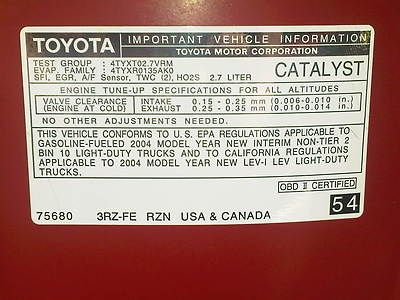 TOYOTA IMPORTANT VEHICLE INFORMATION
TOYOTA MOTOR CORPORATION
TEST GROUP : 4TYXT02.7VRM
EVAP. FAMILY : 4TYXR0135AK0
SFI, EGR, A/F Sensor, TWC (2), HO2S 2.7 LITER CATALYST
ENGINE TUNE-UP SPECIFICATIONS FOR ALL ALTITUDES
VALVE CLEARANCE INTAKE 0.15 - 0.25 mm (0.006-0.010 in.)
(ENGINE AT COLD) EXHAUST 0.25 - 0.35 mm (0.010-0.014 in.)
NO OTHER ADJUSTMENTS NEEDED.
THIS VEHICLE CONFORMS TO U.S. EPA REGULATIONS APPLICABLE TO
GASOLINE-FUELED 2004 MODEL YEAR NEW INTERIM NON-TIER 2
BIN 10 LIGHT-DUTY TRUCKS AND TO CALIFORNIA REGULATIONS
APPLICABLE TO 2004 MODEL YEAR NEW LEV-I LEV LIGHT-DUTY
TRUCKS.
OBD II CERTIFIED
75680 3RZ-FE RZN USA & CANADA 54